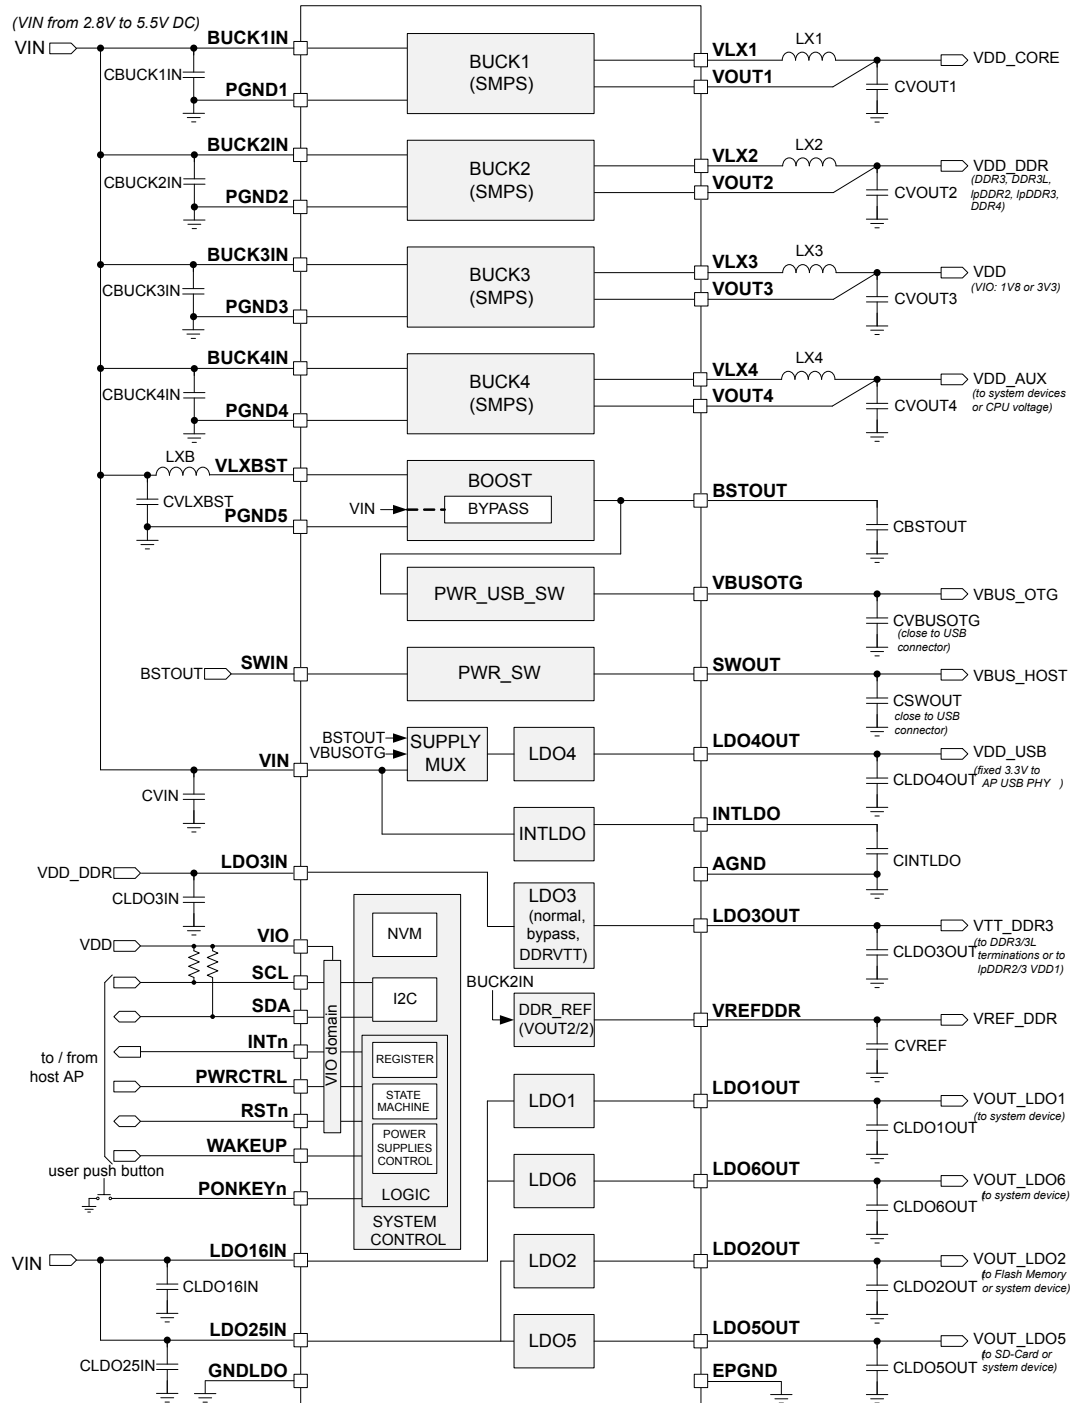 (VIN from 2.8V to 5.5V DC)
VIN
BUCK1IN
CBUCK1IN
PGND1
BUCK1
(SMPS)
VLX1
LX1
VOUT1
VDD_CORE
CVOUT1
BUCK2IN
CBUCK2IN
PGND2
BUCK2
(SMPS)
VLX2
LX2
VOUT2
VDD_DDR
(DDR3, DDR3L,
lpDDR2, lpDDR3,
DDR4)
CVOUT2
BUCK3IN
CBUCK3IN
PGND3
BUCK3
(SMPS)
VLX3
LX3
VOUT3
VDD
(VIO: 1V8 or 3V3)
CVOUT3
BUCK4IN
CBUCK4IN
PGND4
BUCK4
(SMPS)
VLX4
LX4
VOUT4
VDD_AUX
(to system devices
or CPU voltage)
CVOUT4
LXB
VLXBST
CVLXBST
PGND5
BOOST
VIN
BYPASS
BSTOUT
CBSTOUT
PWR_USB_SW
VBUSOTG
VBUS_OTG
CVBUSOTG
(close to USB
connector)
BSTOUT
SWIN
PWR_SW
SWOUT
VBUS_HOST
CSWOUT
close to USB
connector)
BSTOUT
VBUSOTG
VIN
CVIN
SUPPLY
MUX
LDO4
LDO4OUT
VDD_USB
(fixed 3.3V to
AP USB PHY )
CLDO4OUT
INTLDO
INTLDO
AGND
CINTLDO
VDD_DDR
LDO3IN
CLDO3IN
LDO3
(normal,
bypass,
DDRVTT)
LDO3OUT
VTT_DDR3
(to DDR3/3L
terminations or to
lpDDR2/3 VDD1)
CLDO3OUT
VDD
VIO
SCL
SDA
INTn
PWRCTRL
RSTn
WAKEUP
PONKEYn
to / from
host AP
user push button
VIO domain
NVM
I2C
REGISTER
STATE
MACHINE
POWER
SUPPLIES
CONTROL
LOGIC
SYSTEM
CONTROL
BUCK2IN
DDR_REF
(VOUT2/2)
VREFDDR
VREF_DDR
CVREF
LDO1
LDO1OUT
VOUT_LDO1
(to system device)
CLDO1OUT
LDO6
LDO6OUT
VOUT_LDO6
(to system device)
CLDO6OUT
VIN
LDO16IN
CLDO16IN
LDO2
LDO2OUT
VOUT_LDO2
(to Flash Memory
or system device)
CLDO2OUT
LDO25IN
CLDO25IN
LDO5
LDO5OUT
VOUT_LDO5
(to SD-Card or
system device)
CLDO5OUT
GNDLDO
EPGND